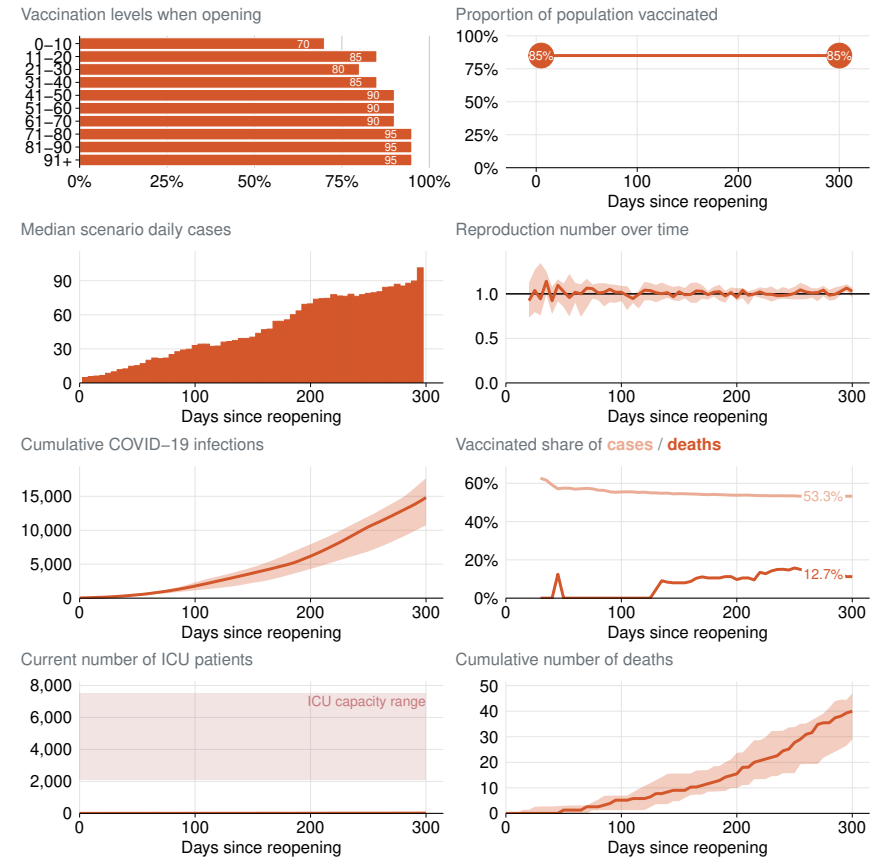 Vaccination levels when opening
0−10 70
11−20 85
21−30 80
31−40 85
41−50 90
51−60 90
61−70 90
71−80 95
81−90 95
91+ 95
0% 25% 50% 75% 100%
Proportion of population vaccinated
100%
75%
50%
25%
0%
85% 85%
0 100 200 300
Days since reopening
Median scenario daily cases
90
60
30
0
0 100 200 300
Days since reopening
Reproduction number over time
1.0
0.5
0.0
0 100 200 300
Days since reopening
Cumulative COVID−19 infections
15,000
10,000
5,000
0
0 100 200 300
Days since reopening
Vaccinated share of cases / deaths
60%
40%
20%
0%
53.3%
12.7%
0 100 200 300
Days since reopening
Current number of ICU patients
8,000
6,000
4,000
2,000
0
ICU capacity range
0 100 200 300
Days since reopening
Cumulative number of deaths
50
40
30
20
10
0
0 100 200 300
Days since reopening